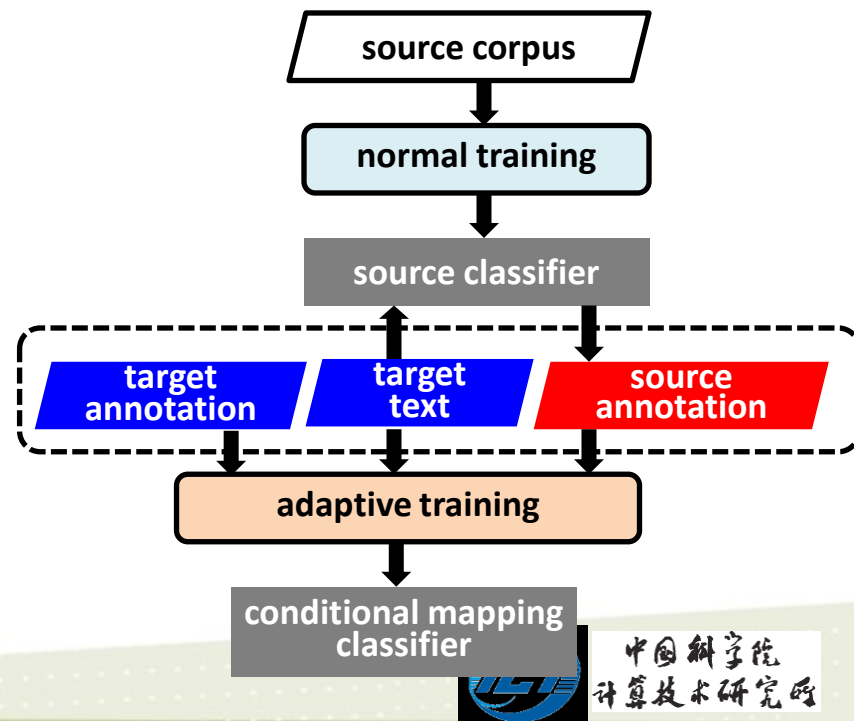 source corpus
normal training
source classifier
target
annotation
target
text
source
annotation
adaptive training
conditional mapping
classifier
中国科学院
计算技术研究所